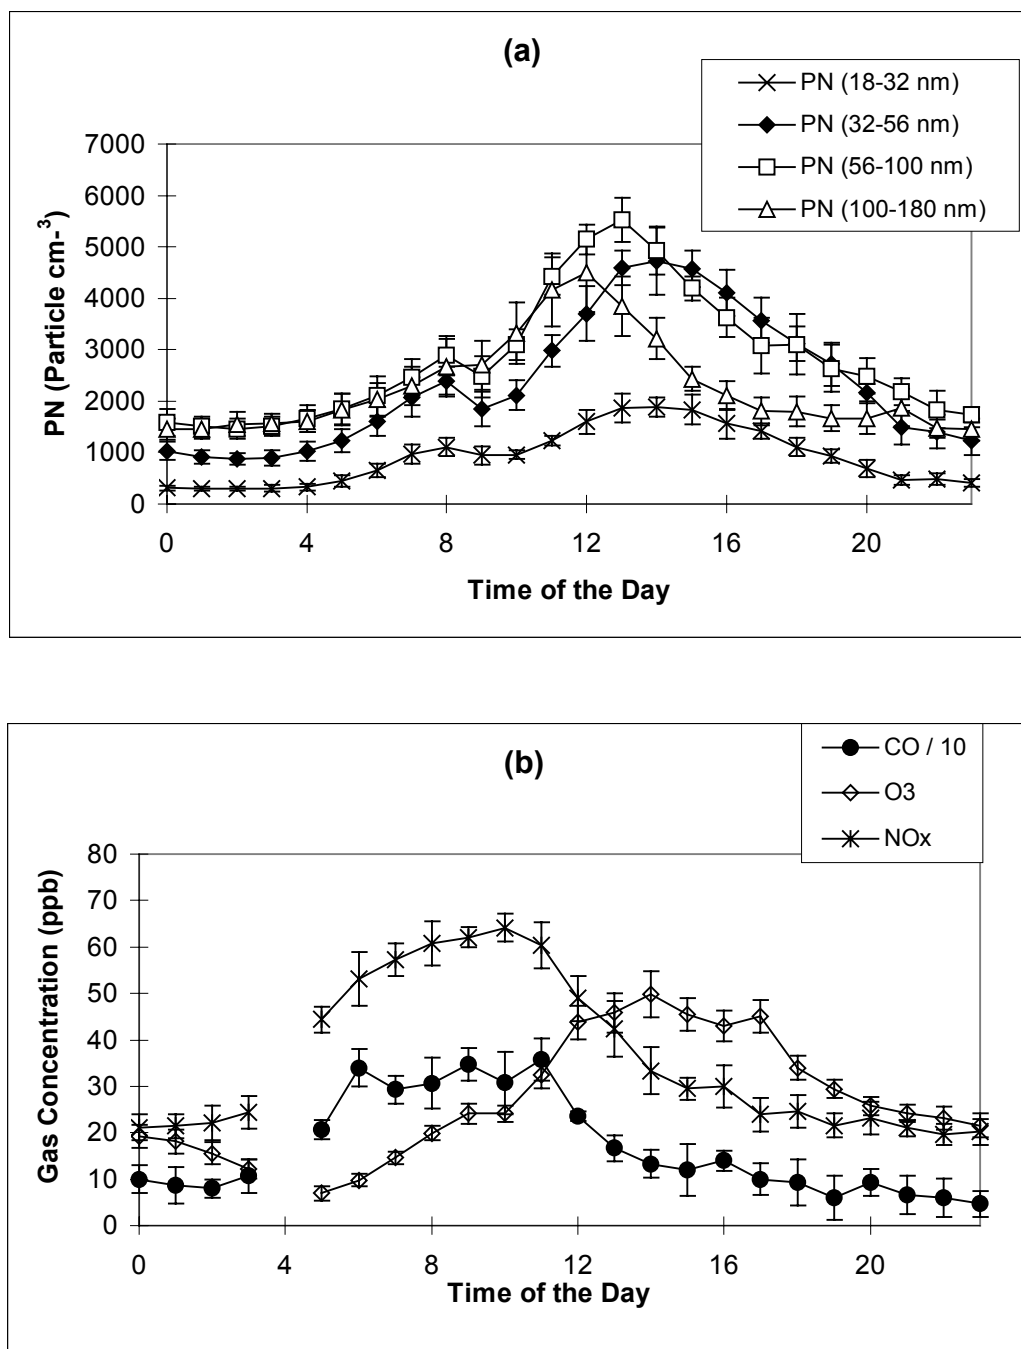 (a)
PN (18-32 nm)
PN (32-56 nm)
PN (56-100 nm)
PN (100-180 nm)
PN (Particle cm-³)
7000
6000
5000
4000
3000
2000
1000
0
0 4 8 12 16 20
Time of the Day
(b)
CO / 10
O3
NOx
Gas Concentration (ppb)
80
70
60
50
40
30
20
10
0
0 4 8 12 16 20
Time of the Day